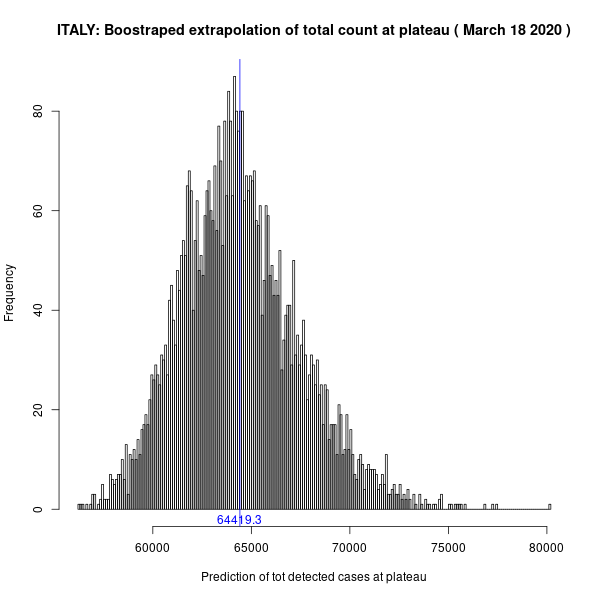 ITALY: Boostraped extrapolation of total count at plateau ( March 18 2020 )
80
60
40
20
0
Frequency
64419.3
60000 65000 70000 75000 80000
Prediction of tot detected cases at plateau